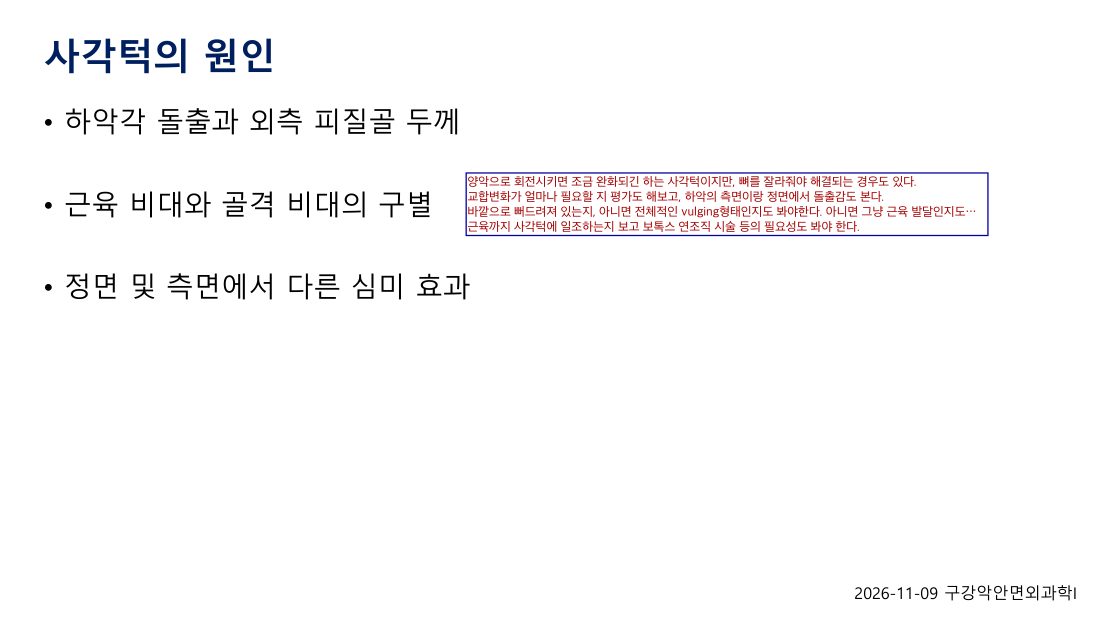 사각턱의 원인
• 하악각 돌출과 외측 피질골 두께
• 근육 비대와 골격 비대의 구별
양악으로 회전시키면 조금 완화되긴 하는 사각턱이지만, 뼈를 잘라줘야 해결되는 경우도 있다.
교합변화가 얼마나 필요할 지 평가도 해보고, 하악의 측면이랑 정면에서 돌출감도 본다.
바깥으로 뻐드려져 있는지, 아니면 전체적인 vulging형태인지도 봐야한다. 아니면 그냥 근육 발달인지도…
근육까지 사각턱에 일조하는지 보고 보톡스 연조직 시술 등의 필요성도 봐야 한다.
• 정면 및 측면에서 다른 심미 효과
2026-11-09 구강악안면외과학I